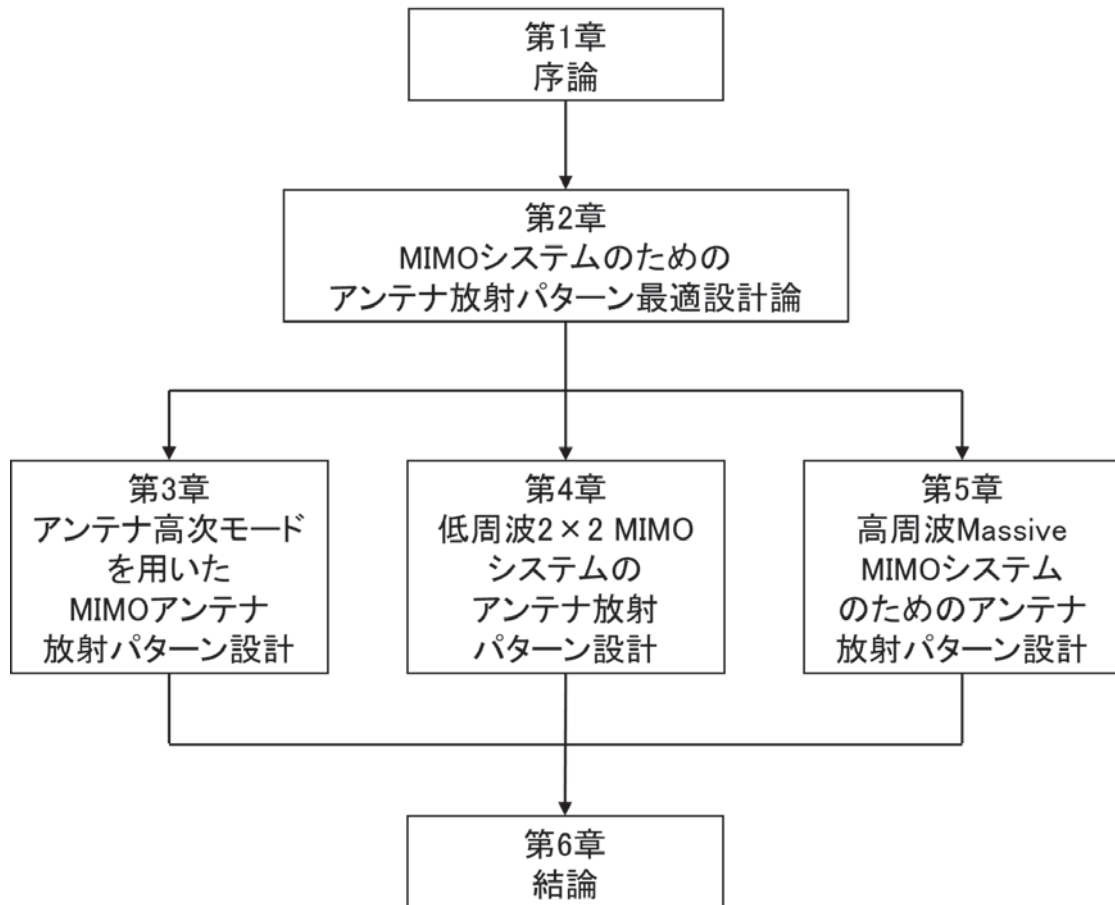 第1章
序論
第2章
MIMOシステムのための
アンテナ放射パターン最適設計論
第3章
アンテナ高次モード
を用いた
MIMOアンテナ
放射パターン設計
第4章
低周波2×2 MIMO
システムの
アンテナ放射
パターン設計
第5章
高周波Massive
MIMOシステム
のためのアンテナ
放射パターン設計
第6章
結論